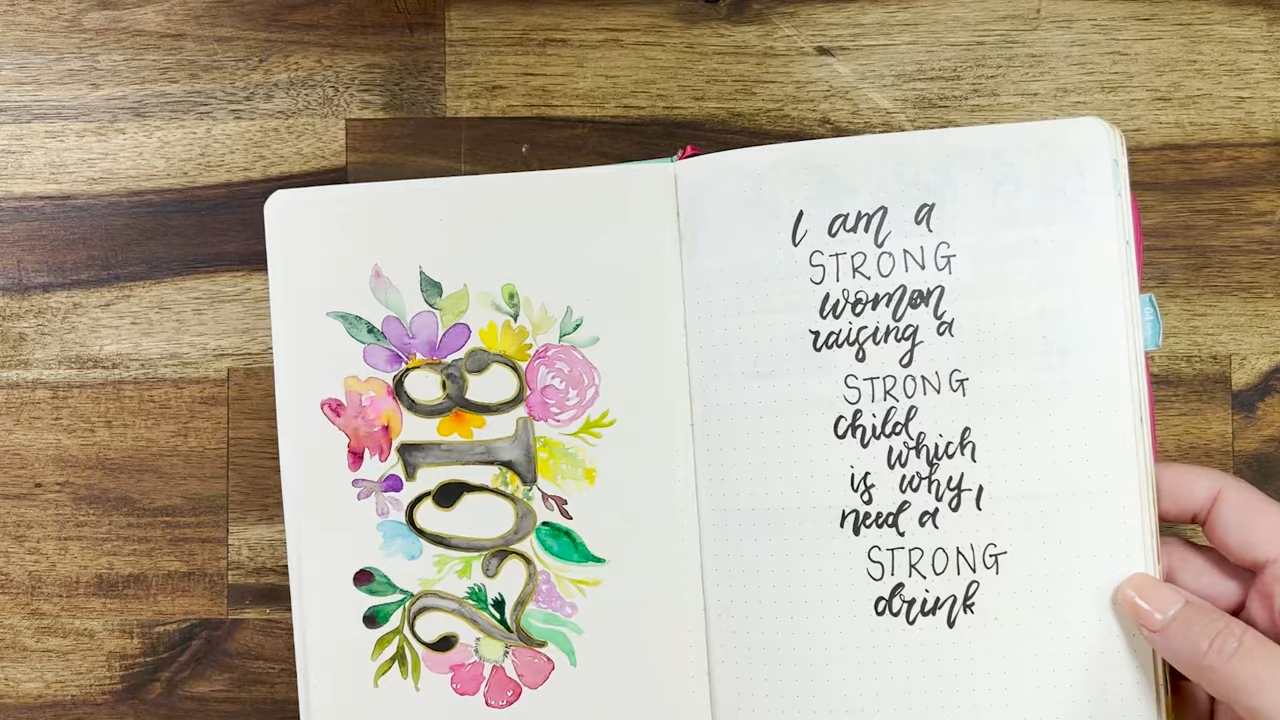 2018
I am a
STRONG
woman
raising a
STRONG
child
which
is why I
need a
STRONG
drink